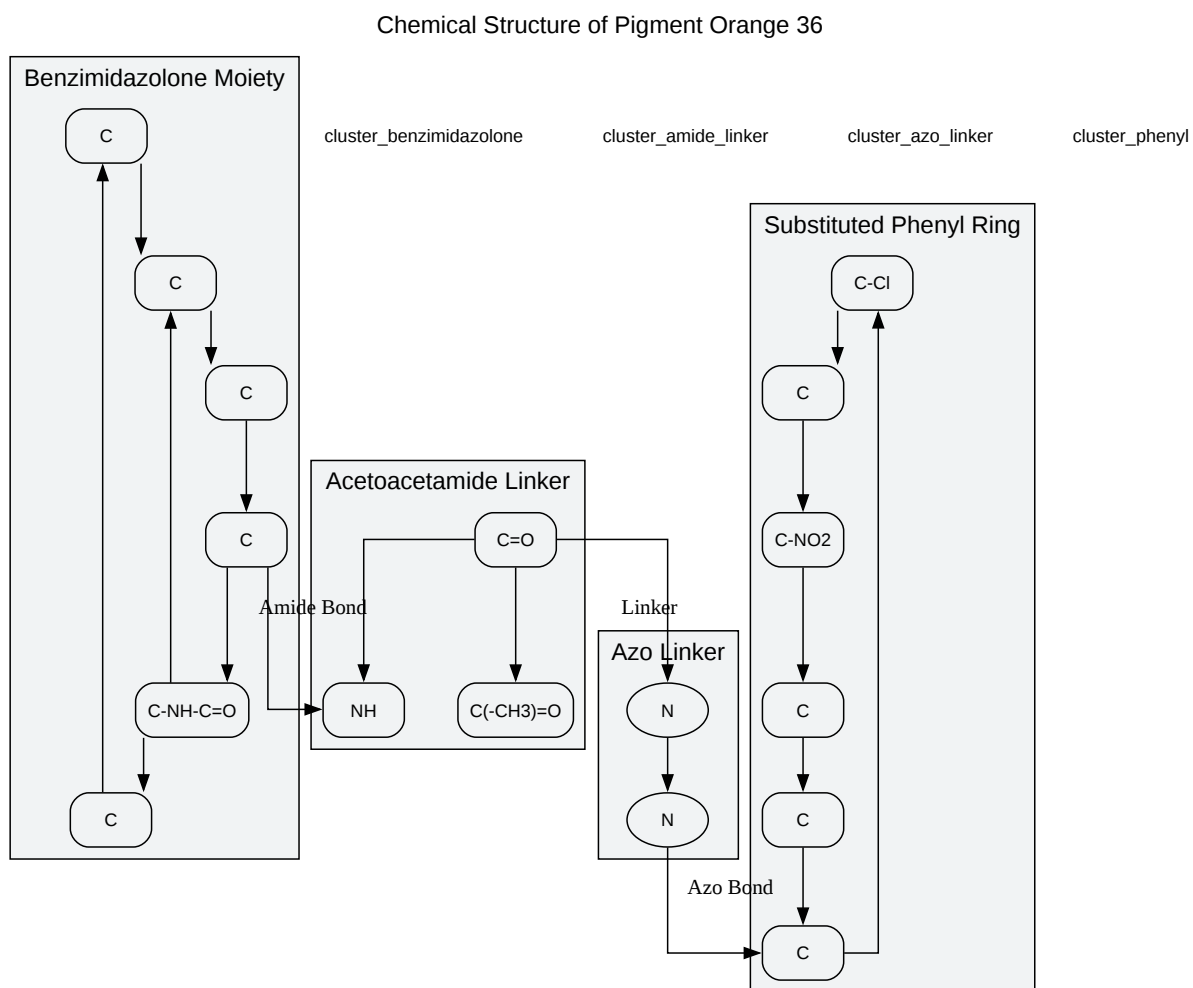 Chemical Structure of Pigment Orange 36
Benzimidazolone Moiety
C
cluster_benzimidazolone
cluster_amide_linker
cluster_azo_linker
cluster_phenyl
Substituted Phenyl Ring
C
C-Cl
C
C
Acetoacetamide Linker
C
C=O
C-NO2
Amide Bond
Linker
Azo Linker
C-NH-C=O
NH
C(-CH3)=O
N
C
C
N
C
Azo Bond
C